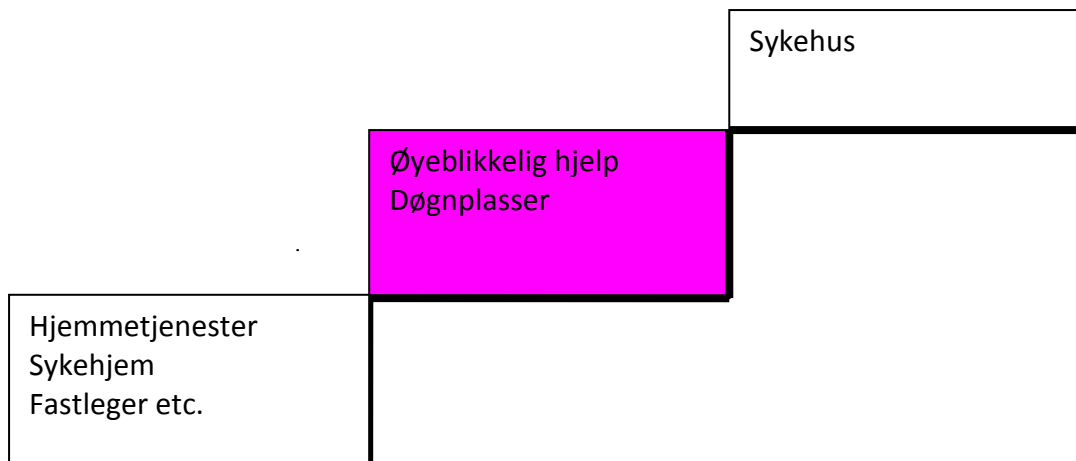 Sykehus
Øyeblikkelig hjelp
Døgnplasser
Hjemmetjenester
Sykehjem
Fastleger etc.